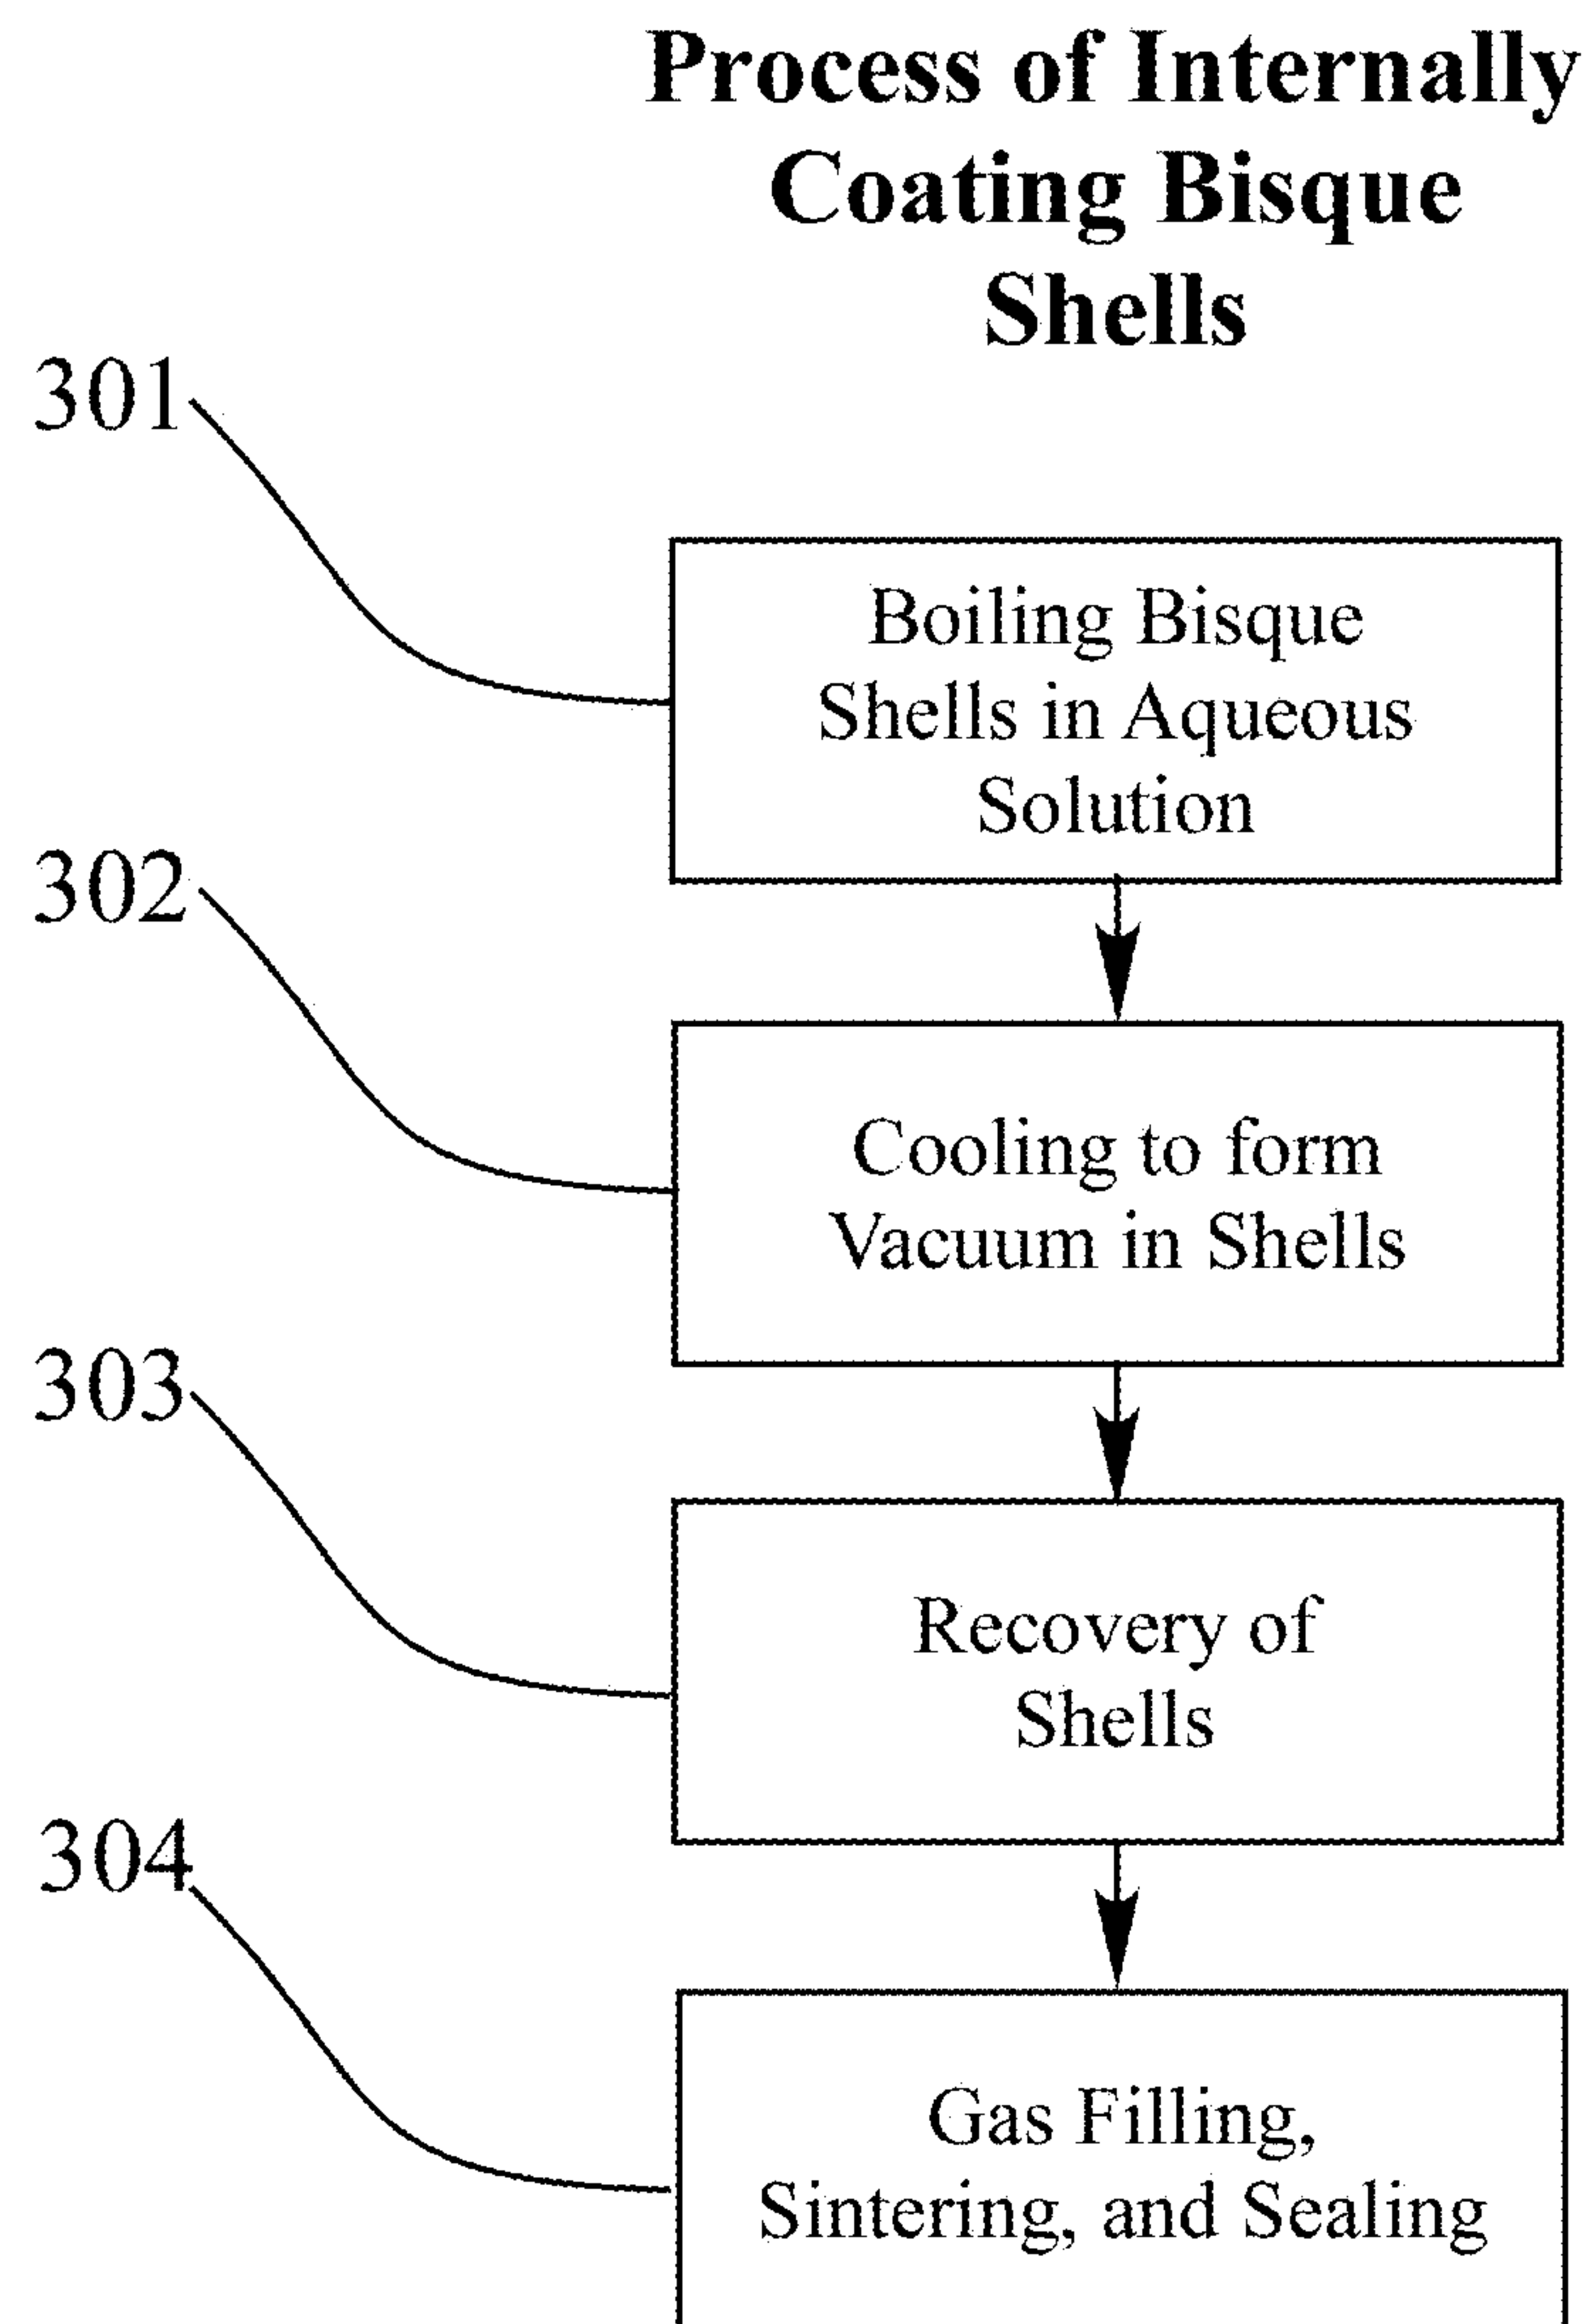 Process of Internally
Coating Bisque
Shells
301
Boiling Bisque
Shells in Aqueous
Solution
302
Cooling to form
Vacuum in Shells
303
Recovery of
Shells
304
Gas Filling,
Sintering, and Sealing